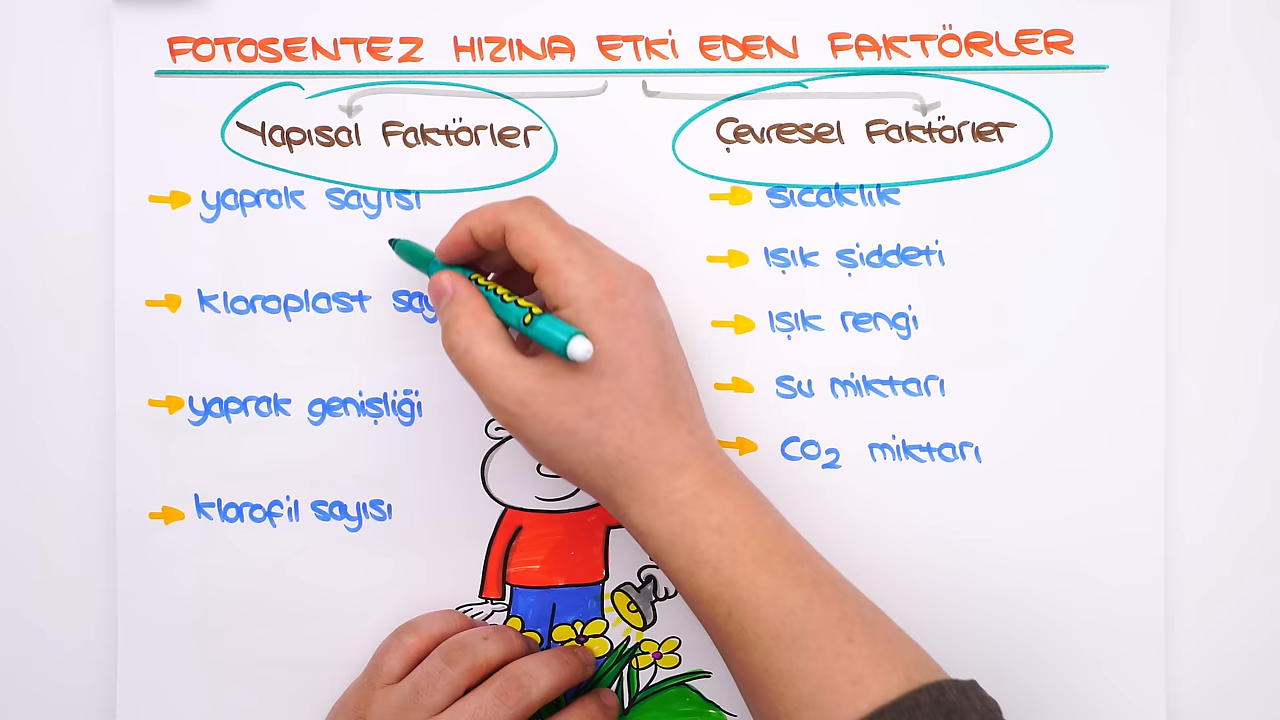 FOTOSENTEZ HIZINA ETKİ EDEN FAKTÖRLER
Yapısal Faktörler
yaprak sayısı
kloroplast say
yaprak genişliği
klorofil sayısı
Çevresel Faktörler
sıcaklık
ışık şiddeti
ışık rengi
su miktarı
CO₂ miktarı